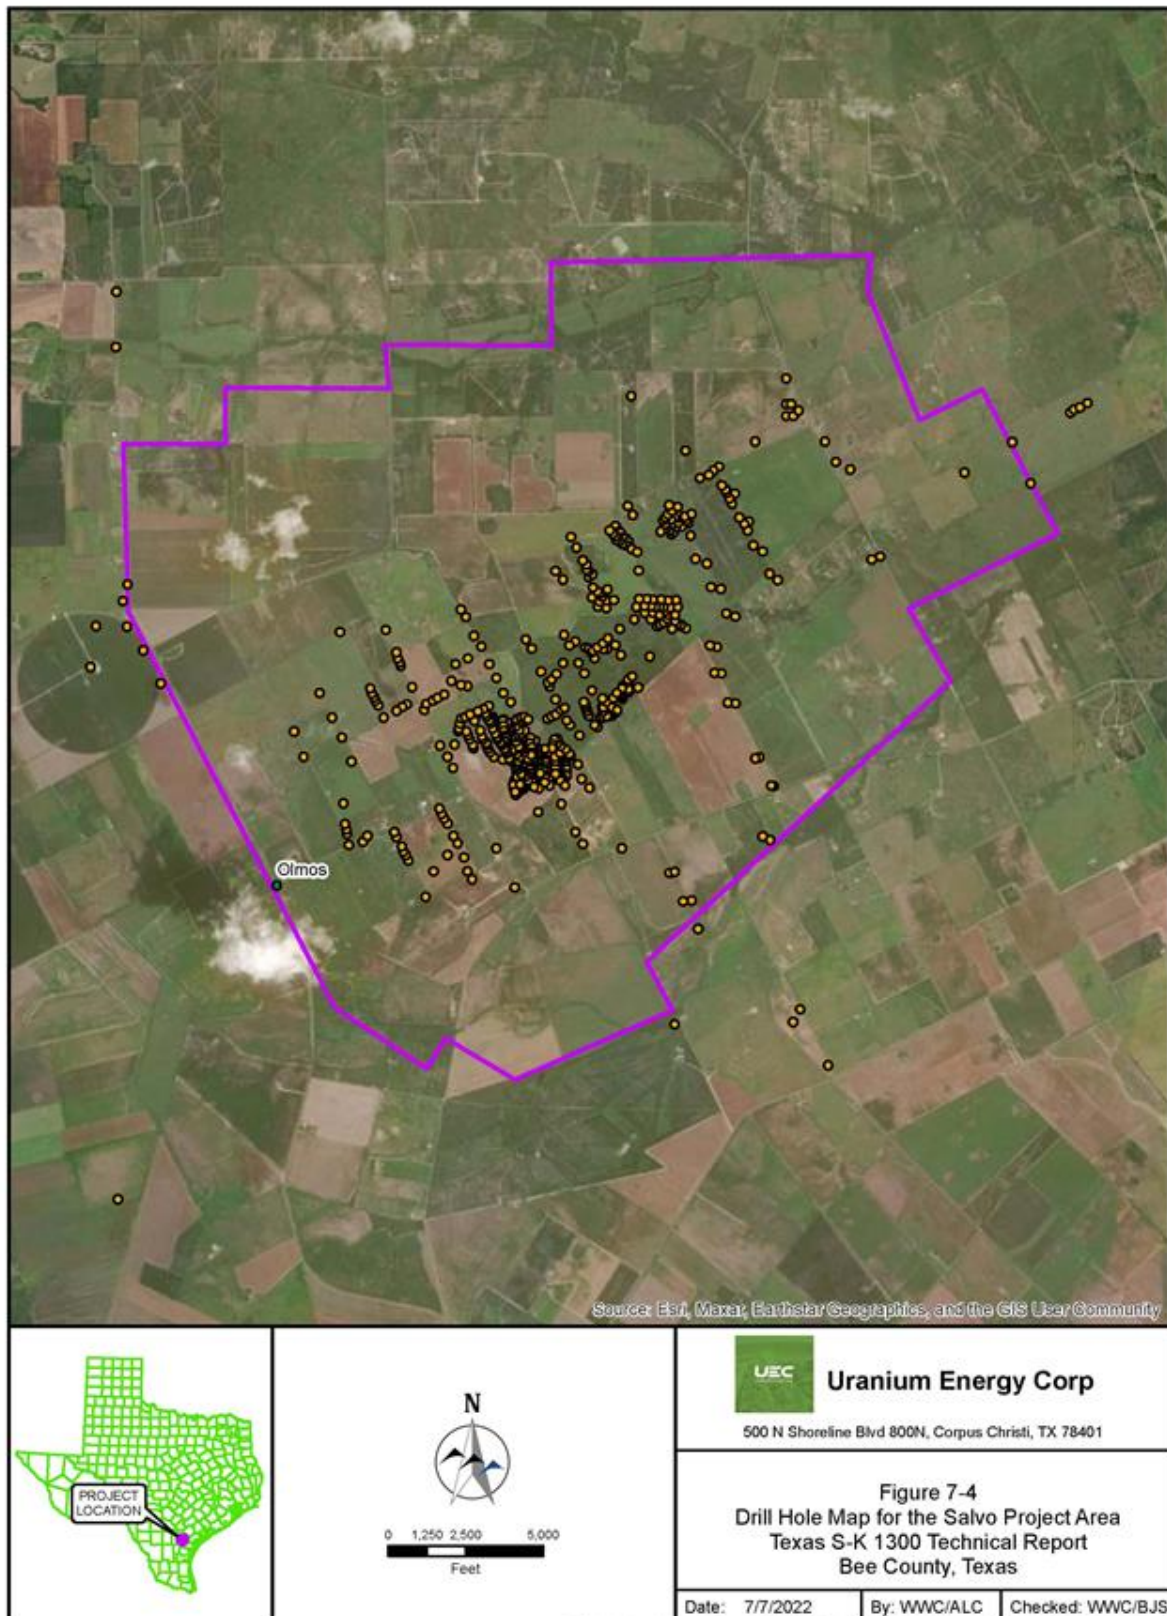 Olmos
Source: Esri, Maxar, Earthstar Geographics, and the GIS User Community
PROJECT
LOCATION
N
0 1,250 2,500 5,000
Feet
UEC
Uranium Energy Corp
500 N Shoreline Blvd 800N, Corpus Christi, TX 78401
Figure 7-4
Drill Hole Map for the Salvo Project Area
Texas S-K 1300 Technical Report
Bee County, Texas
Date: 7/7/2022 By: WWC/ALC Checked: WWC/BJS